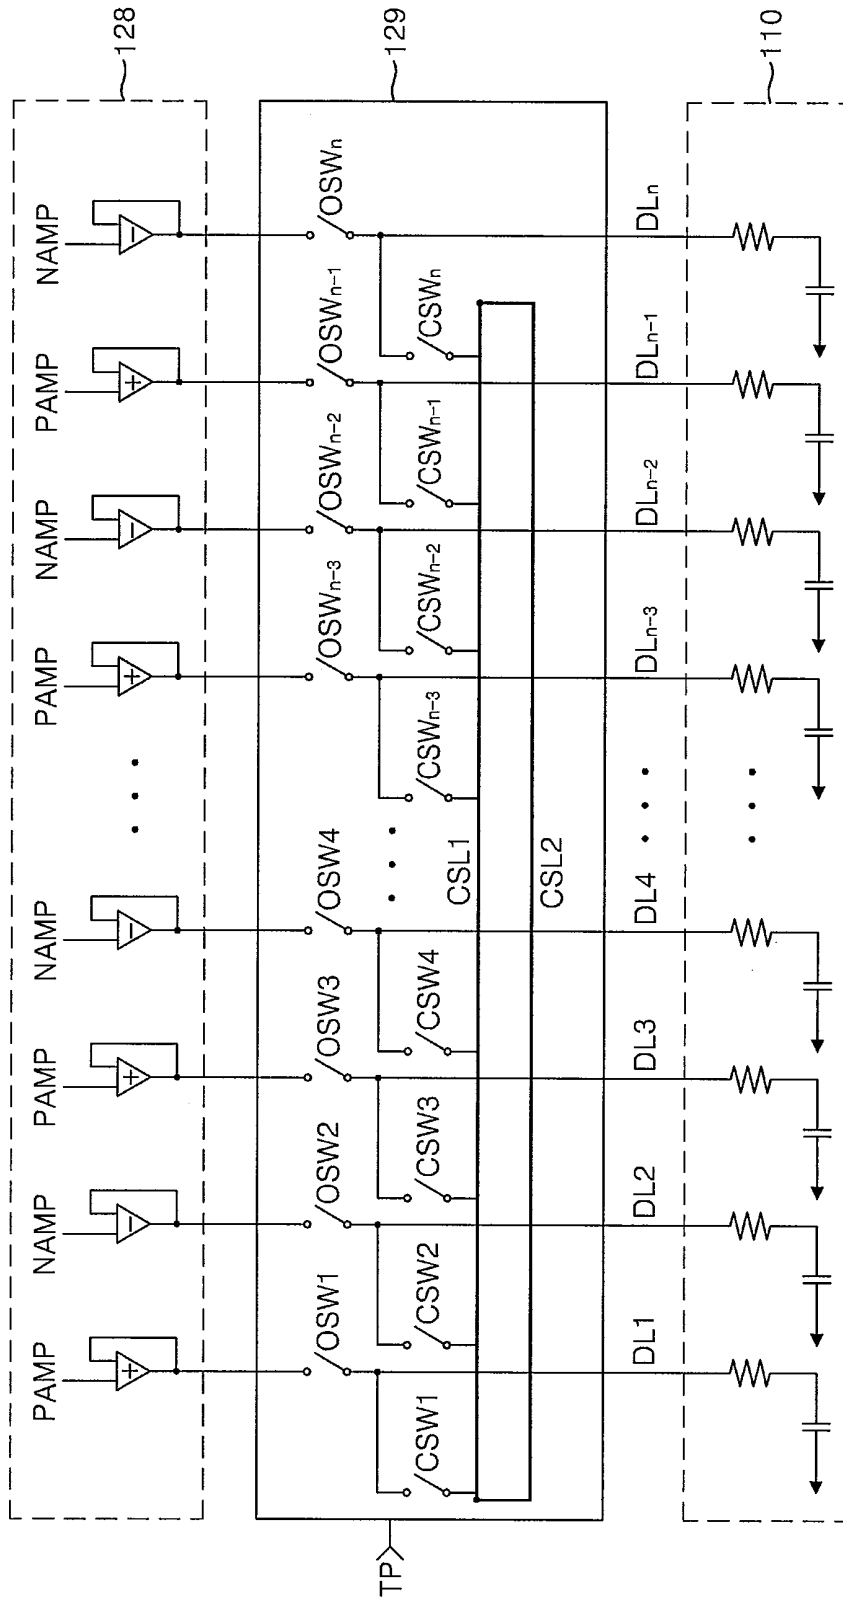 PAMP NAMP PAMP NAMP PAMP NAMP PAMP NAMP
128
OSW1 OSW2 OSW3 OSW4 OSWn-3 OSWn-2 OSWn-1 OSWn
129
TP
CSW1 CSW2 CSW3 CSW4 CSWn-3 CSWn-2 CSWn-1 CSWn
CSL1
CSL2
DL1 DL2 DL3 DL4 DLn-3 DLn-2 DLn-1 DLn
110